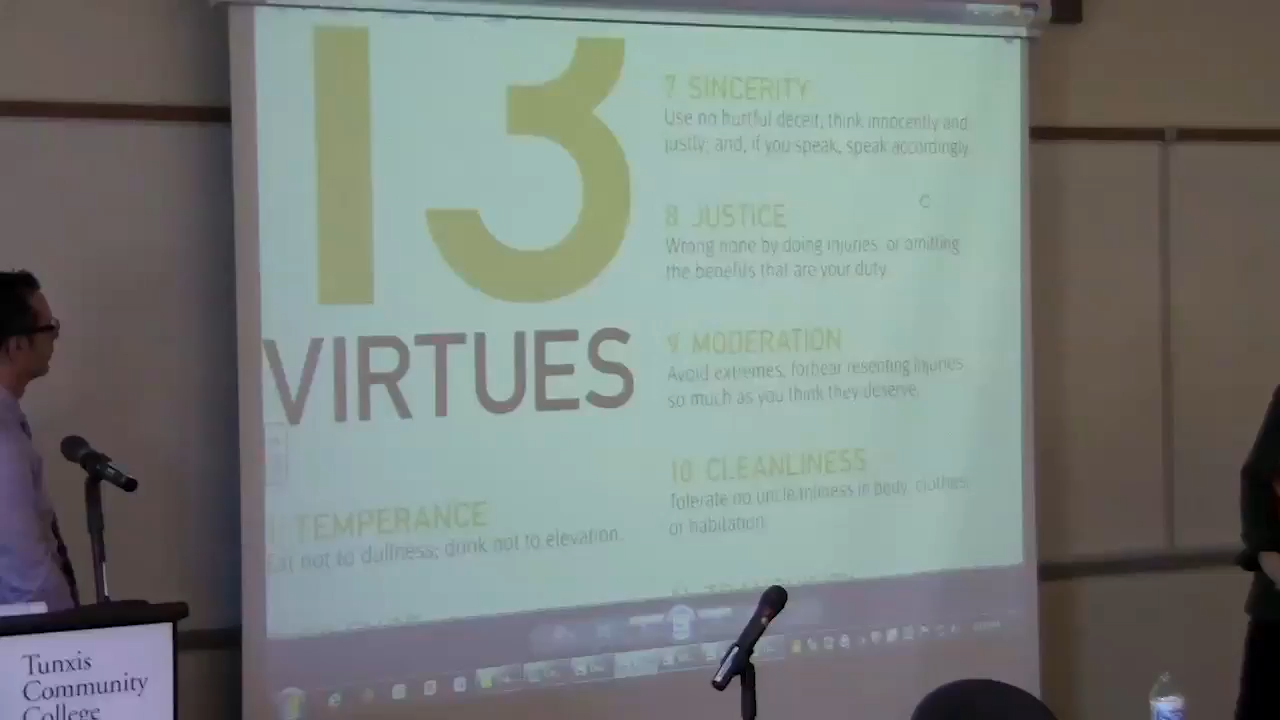 13
VIRTUES
1 TEMPERANCE
Eat not to dullness; drink not to elevation.
7 SINCERITY
Use no hurtful deceit; think innocently and
justly; and, if you speak, speak accordingly.
8 JUSTICE
Wrong none by doing injuries, or omitting
the benefits that are your duty.
9 MODERATION
Avoid extremes, forbear resenting injuries
so much as you think they deserve.
10 CLEANLINESS
Tolerate no uncleanliness in body, clothes,
or habitation.
Tunxis
Community
College